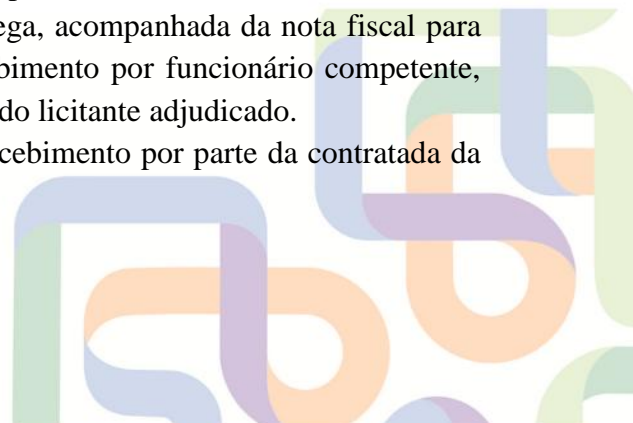 ega, acompanhada da nota fiscal para
bimento por funcionário competente,
do licitante adjudicado.
cebimento por parte da contratada da